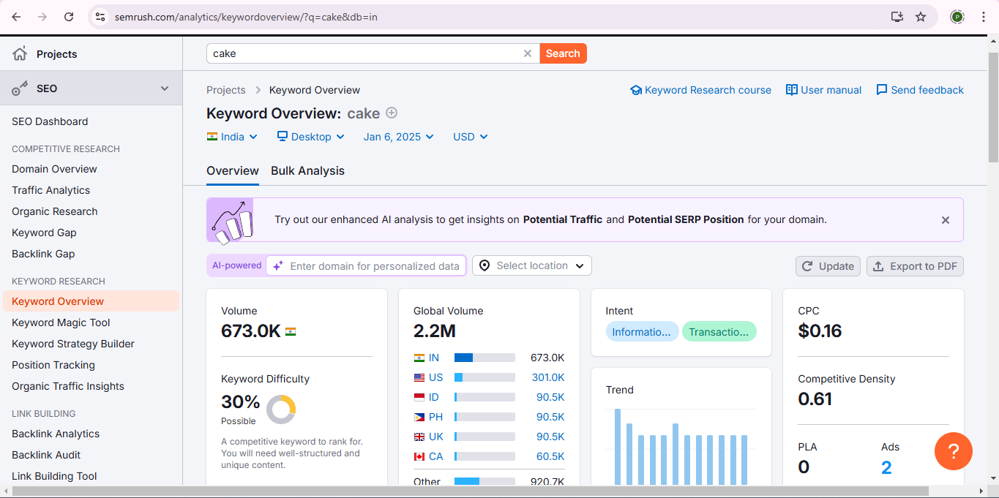 semrush.com/analytics/keywordoverview/?q=cake&db=in
P
Projects
SEO
SEO Dashboard
COMPETITIVE RESEARCH
Domain Overview
Traffic Analytics
Organic Research
Keyword Gap
Backlink Gap
KEYWORD RESEARCH
Keyword Overview
Keyword Magic Tool
Keyword Strategy Builder
Position Tracking
Organic Traffic Insights
LINK BUILDING
Backlink Analytics
Backlink Audit
Link Building Tool
cake
Search
Projects > Keyword Overview
Keyword Research course
User manual
Send feedback
Keyword Overview: cake
India
Desktop
Jan 6, 2025
USD
Overview
Bulk Analysis
Try out our enhanced AI analysis to get insights on Potential Traffic and Potential SERP Position for your domain.
AI-powered
Enter domain for personalized data
Select location
Update
Export to PDF
Volume
673.0K
Keyword Difficulty
30%
Possible
A competitive keyword to rank for.
You will need well-structured and
unique content.
Global Volume
2.2M
IN 673.0K
US 301.0K
ID 90.5K
PH 90.5K
UK 90.5K
CA 60.5K
Other 920.7K
Intent
Informatio...
Transactio...
Trend
CPC
$0.16
Competitive Density
0.61
PLA
0
Ads
2
?